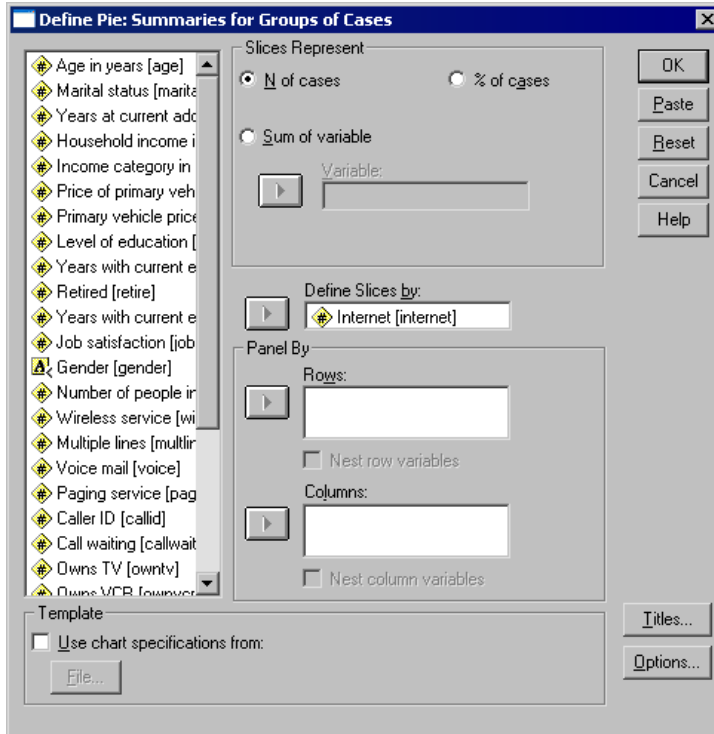 Define Pie: Summaries for Groups of Cases
Age in years [age]
Marital status [marita
Years at current add
Household income i
Income category in
Price of primary veh
Primary vehicle price
Level of education [
Years with current e
Retired [retire]
Years with current e
Job satisfaction [job
Gender [gender]
Number of people in
Wireless service [wi
Multiple lines [multlin
Voice mail [voice]
Paging service [pag
Caller ID [callid]
Call waiting [callwait
Owns TV [owntv]
Owns VCR [ownvcr
Slices Represent
N of cases
% of cases
Sum of variable
Variable:
Define Slices by:
Internet [internet]
Panel By
Rows:
Nest row variables
Columns:
Nest column variables
OK
Paste
Reset
Cancel
Help
Template
Use chart specifications from:
File...
Titles...
Options...